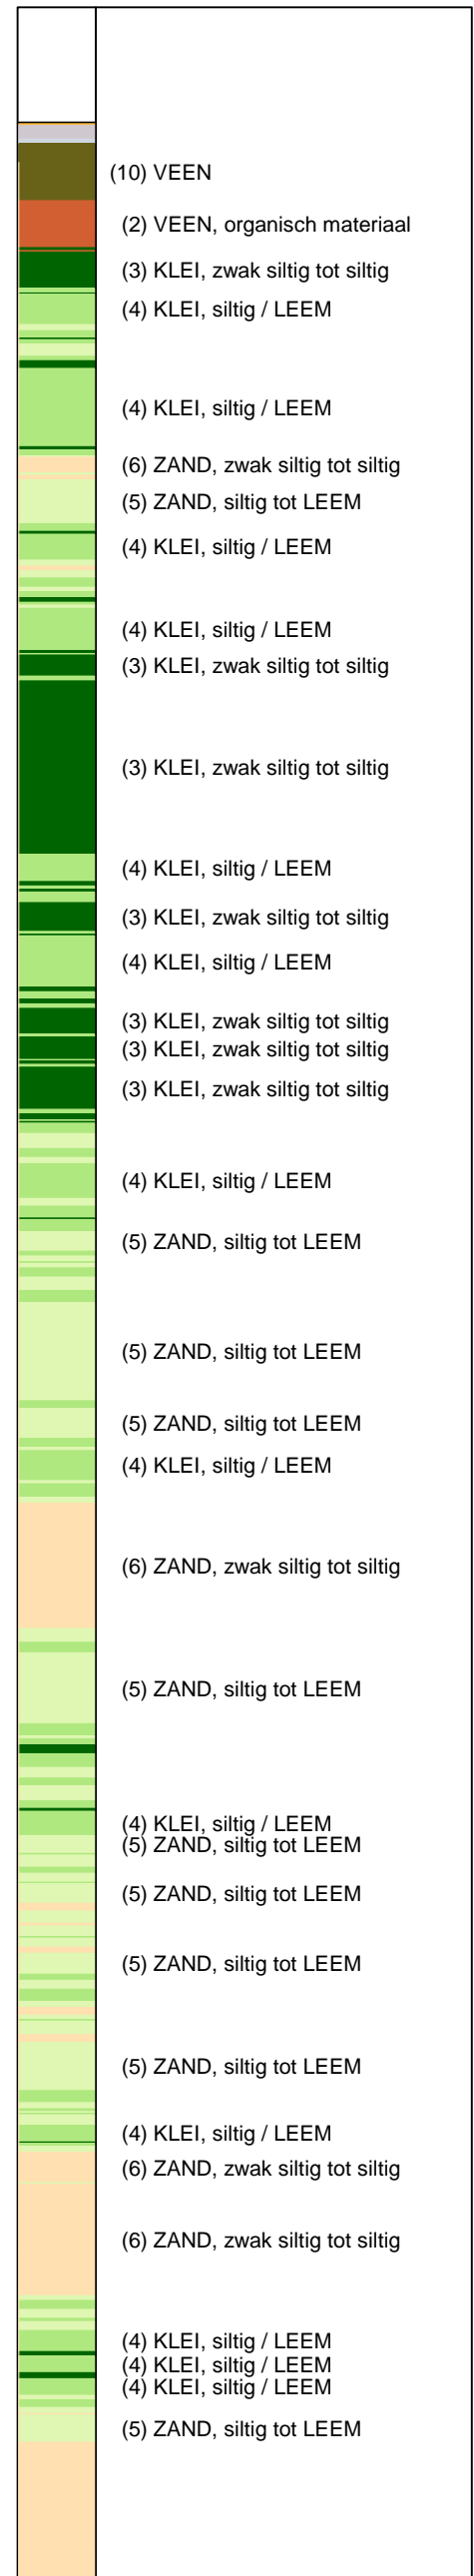 (10) VEEN
(2) VEEN, organisch materiaal
(3) KLEI, zwak siltig tot siltig
(4) KLEI, siltig / LEEM
(4) KLEI, siltig / LEEM
(6) ZAND, zwak siltig tot siltig
(5) ZAND, siltig tot LEEM
(4) KLEI, siltig / LEEM
(4) KLEI, siltig / LEEM
(3) KLEI, zwak siltig tot siltig
(3) KLEI, zwak siltig tot siltig
(4) KLEI, siltig / LEEM
(3) KLEI, zwak siltig tot siltig
(4) KLEI, siltig / LEEM
(3) KLEI, zwak siltig tot siltig
(3) KLEI, zwak siltig tot siltig
(3) KLEI, zwak siltig tot siltig
(4) KLEI, siltig / LEEM
(5) ZAND, siltig tot LEEM
(5) ZAND, siltig tot LEEM
(5) ZAND, siltig tot LEEM
(4) KLEI, siltig / LEEM
(6) ZAND, zwak siltig tot siltig
(5) ZAND, siltig tot LEEM
(4) KLEI, siltig / LEEM
(5) ZAND, siltig tot LEEM
(5) ZAND, siltig tot LEEM
(5) ZAND, siltig tot LEEM
(5) ZAND, siltig tot LEEM
(4) KLEI, siltig / LEEM
(6) ZAND, zwak siltig tot siltig
(6) ZAND, zwak siltig tot siltig
(4) KLEI, siltig / LEEM
(4) KLEI, siltig / LEEM
(4) KLEI, siltig / LEEM
(5) ZAND, siltig tot LEEM